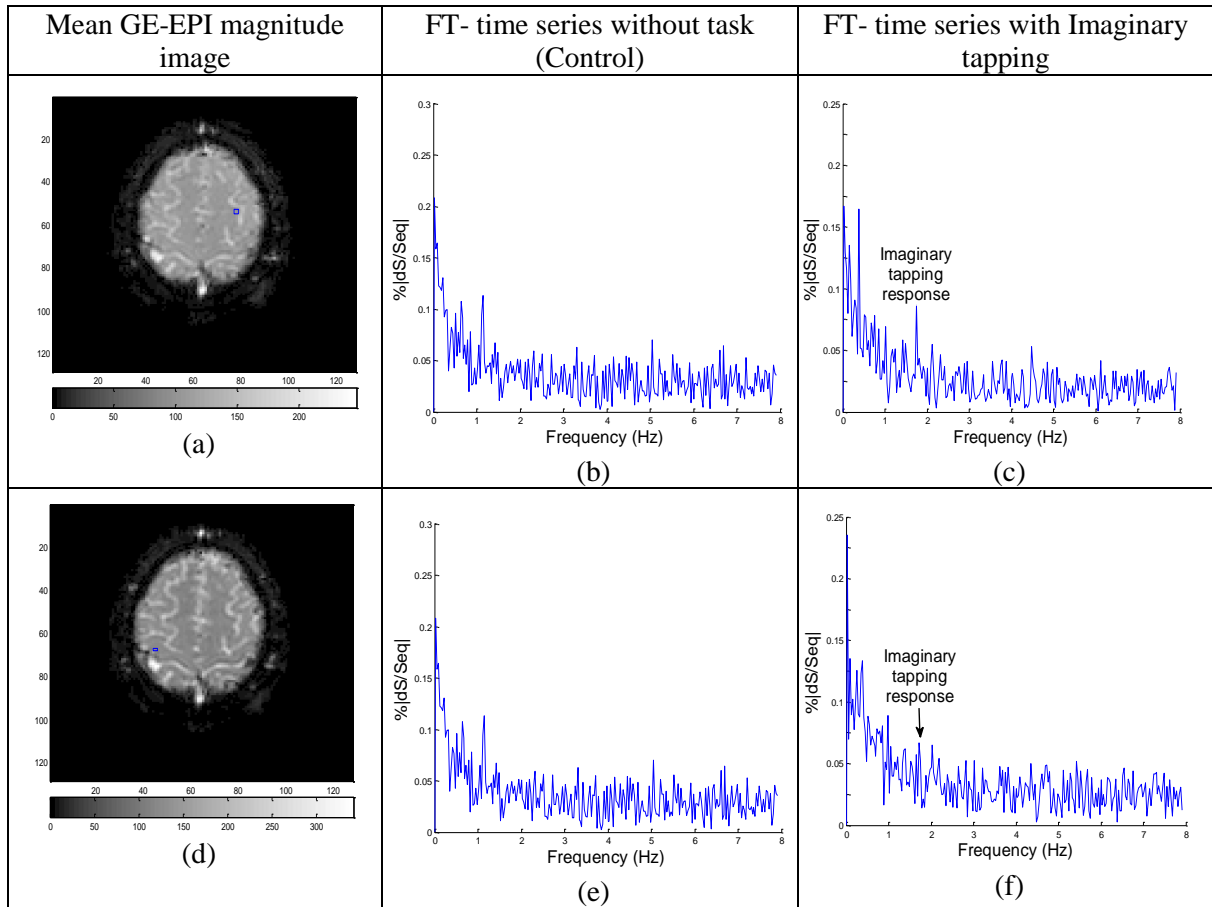 Mean GE-EPI magnitude
image
FT- time series without task
(Control)
FT- time series with Imaginary
tapping
20
40
60
80
100
120
20 40 60 80 100 120
0 50 100 150 200
(a)
%|dS/Seq|
0.3
0.25
0.2
0.15
0.1
0.05
0
0 1 2 3 4 5 6 7 8
Frequency (Hz)
(b)
%|dS/Seq|
0.25
0.2
0.15
0.1
0.05
0
Imaginary
tapping
response
0 1 2 3 4 5 6 7 8
Frequency (Hz)
(c)
20
40
60
80
100
120
20 40 60 80 100 120
0 50 100 150 200 250 300
(d)
%|dS/Seq|
0.3
0.25
0.2
0.15
0.1
0.05
0
0 1 2 3 4 5 6 7 8
Frequency (Hz)
(e)
%|dS/Seq|
0.25
0.2
0.15
0.1
0.05
0
Imaginary
tapping
response
0 1 2 3 4 5 6 7 8
Frequency (Hz)
(f)